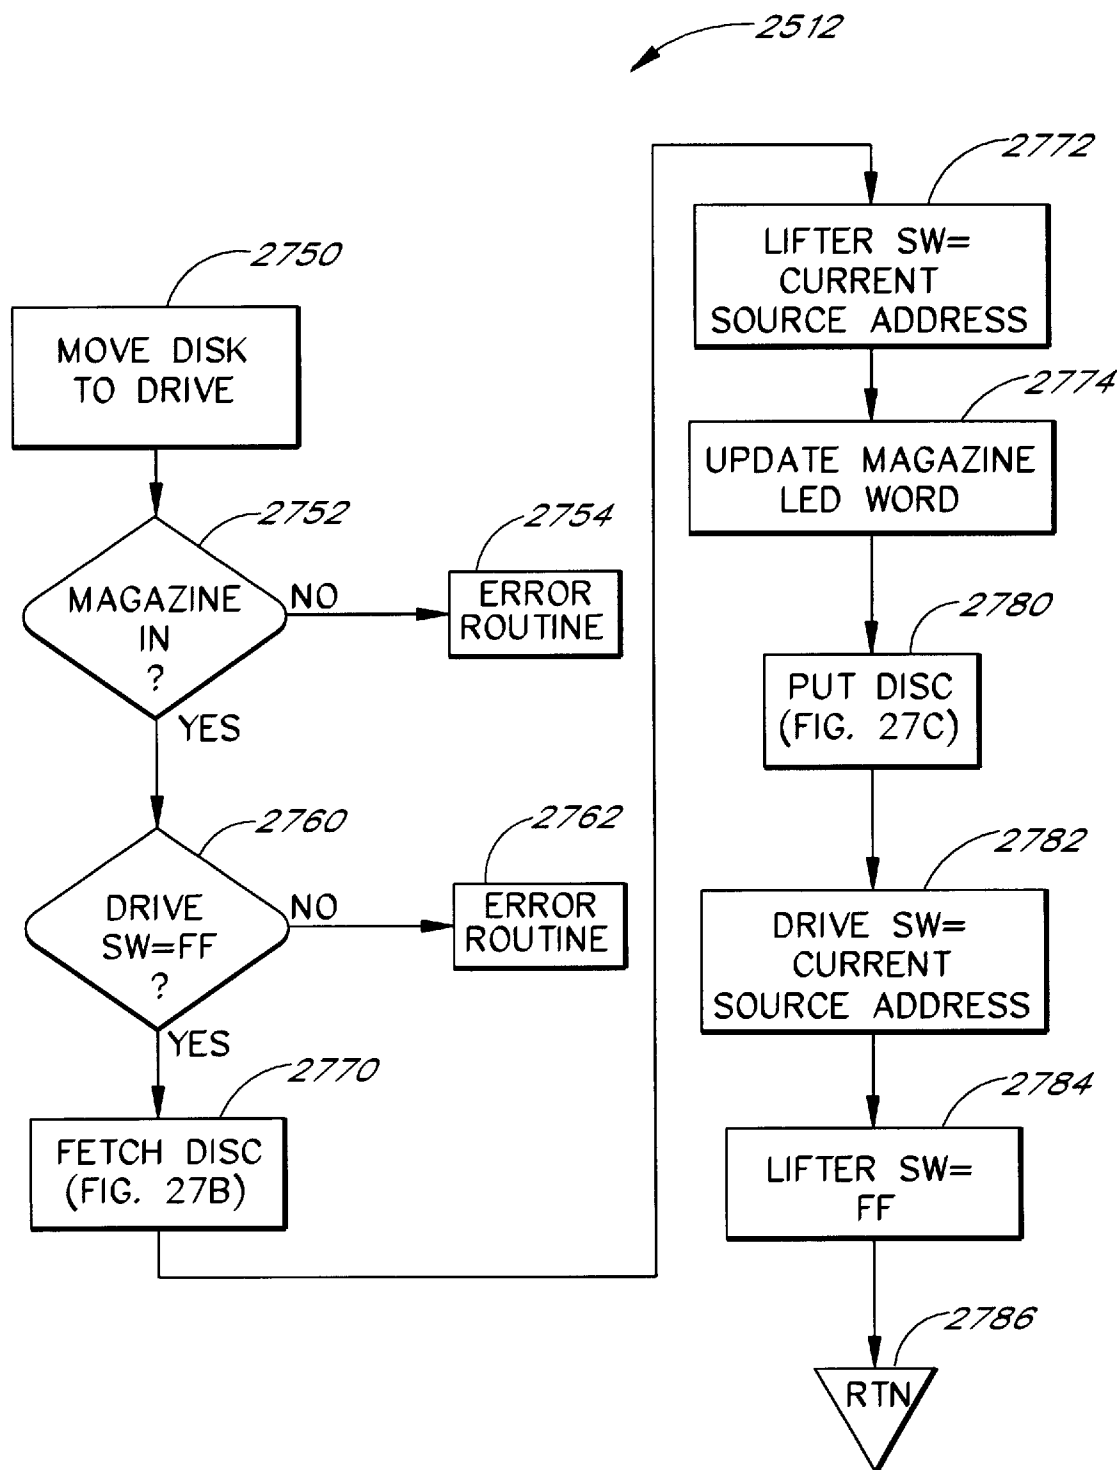 2512
2750
MOVE DISK
TO DRIVE
2752
MAGAZINE
IN
?
NO
YES
2754
ERROR
ROUTINE
2760
DRIVE
SW=FF
?
NO
YES
2762
ERROR
ROUTINE
2770
FETCH DISC
(FIG. 27B)
2772
LIFTER SW=
CURRENT
SOURCE ADDRESS
2774
UPDATE MAGAZINE
LED WORD
2780
PUT DISC
(FIG. 27C)
2782
DRIVE SW=
CURRENT
SOURCE ADDRESS
2784
LIFTER SW=
FF
2786
RTN